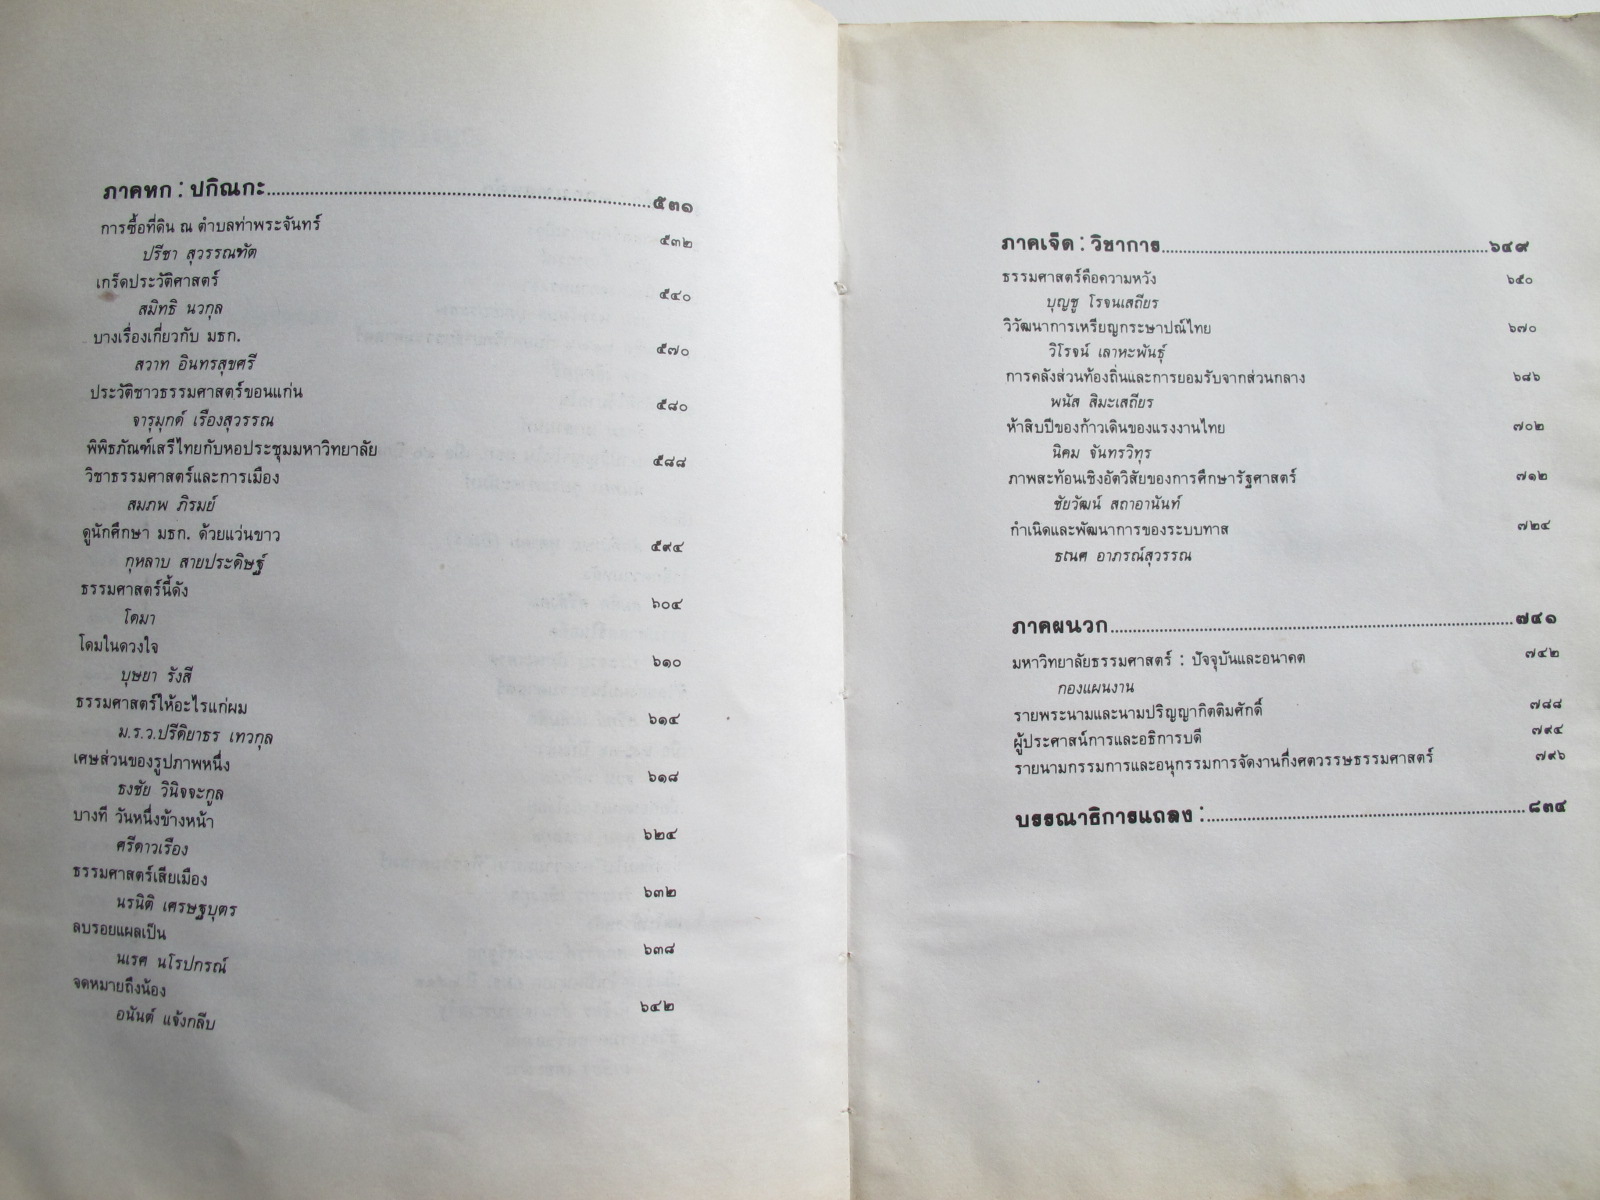 ภาคหก : ปกิณกะ........................................๕๓๑
การซื้อที่ดิน ณ ตำบลท่าพระจันทร์ ๕๓๒
ปรีชา สุวรรณทัต
เกร็ดประวัติศาสตร์ ๕๔๐
สมิทธิ นวกุล
บางเรื่องเกี่ยวกับ มธก. ๕๗๐
สวาท อินทรสุขศรี
ประวัติชาวธรรมศาสตร์ขอนแก่น ๕๘๐
จารุมุกด์ เรืองสุวรรณ
พิพิธภัณฑ์เสรีไทยกับหอประชุมมหาวิทยาลัย ๕๘๘
วิชาธรรมศาสตร์และการเมือง
สมภพ ภิรมย์
ดูนักศึกษา มธก. ด้วยแว่นขาว ๕๙๔
กุหลาบ สายประดิษฐ์
ธรรมศาสตร์นี้ดัง ๖๐๔
โดมา
โดมในดวงใจ ๖๑๐
บุษยา รังสี
ธรรมศาสตร์ให้อะไรแก่ผม ๖๑๔
ม.ร.ว.ปรีดิยาธร เทวกุล
เศษส่วนของรูปภาพหนึ่ง ๖๑๘
ธงชัย วินิจจะกูล
บางที วันหนึ่งข้างหน้า ๖๒๔
ศรีดาวเรือง
ธรรมศาสตร์เสียเมือง ๖๓๒
นรนิติ เศรษฐบุตร
ลบรอยแผลเป็น ๖๓๘
นเรศ นโรปกรณ์
จดหมายถึงน้อง ๖๔๒
อนันต์ แจ้งกลีบ
ภาคเจ็ด : วิชาการ........................................๖๔๙
ธรรมศาสตร์คือความหวัง ๖๕๐
บุญชู โรจนเสถียร
วิวัฒนาการเหรียญกระษาปณ์ไทย ๖๗๐
วิโรจน์ เลาหะพันธุ์
การคลังส่วนท้องถิ่นและการยอมรับจากส่วนกลาง ๖๘๖
พนัส สิมะเสถียร
ห้าสิบปีของก้าวเดินของแรงงานไทย ๗๐๒
นิคม จันทรวิทุร
ภาพสะท้อนเชิงอัตวิสัยของการศึกษารัฐศาสตร์ ๗๑๒
ชัยวัฒน์ สถาอานันท์
กำเนิดและพัฒนาการของระบบทาส ๗๒๔
ธเนศ อาภรณ์สุวรรณ
ภาคผนวก........................................๗๔๑
มหาวิทยาลัยธรรมศาสตร์ : ปัจจุบันและอนาคต ๗๔๒
กองแผนงาน
รายพระนามและนามปริญญากิตติมศักดิ์ ๗๘๘
ผู้ประศาสน์การและอธิการบดี ๗๙๔
รายนามกรรมการและอนุกรรมการจัดงานกึ่งศตวรรษธรรมศาสตร์ ๗๙๖
บรรณาธิการแถลง :........................................๘๓๔